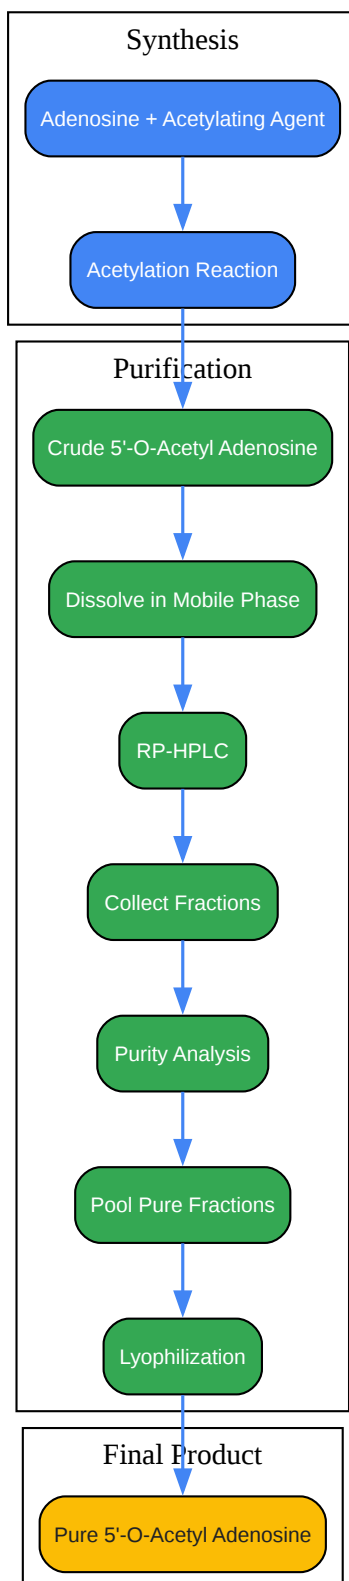 Synthesis
Adenosine + Acetylating Agent
Acetylation Reaction
Purification
Crude 5'-O-Acetyl Adenosine
Dissolve in Mobile Phase
RP-HPLC
Collect Fractions
Purity Analysis
Pool Pure Fractions
Lyophilization
Final Product
Pure 5'-O-Acetyl Adenosine